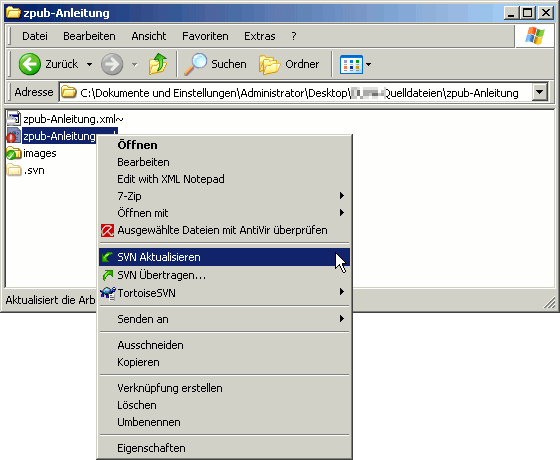 zpub-Anleitung
Datei Bearbeiten Ansicht Favoriten Extras ?
Zurück Suchen Ordner
Adresse C:\Dokumente und Einstellungen\Administrator\Desktop\ Quelldateien\zpub-Anleitung
zpub-Anleitung.xml~
zpub-Anleitung
images
.svn
Öffnen
Bearbeiten
Edit with XML Notepad
7-Zip
Öffnen mit
Ausgewählte Dateien mit AntiVir überprüfen
SVN Aktualisieren
SVN Übertragen...
TortoiseSVN
Senden an
Ausschneiden
Kopieren
Verknüpfung erstellen
Löschen
Umbenennen
Eigenschaften
Aktualisiert die Arb